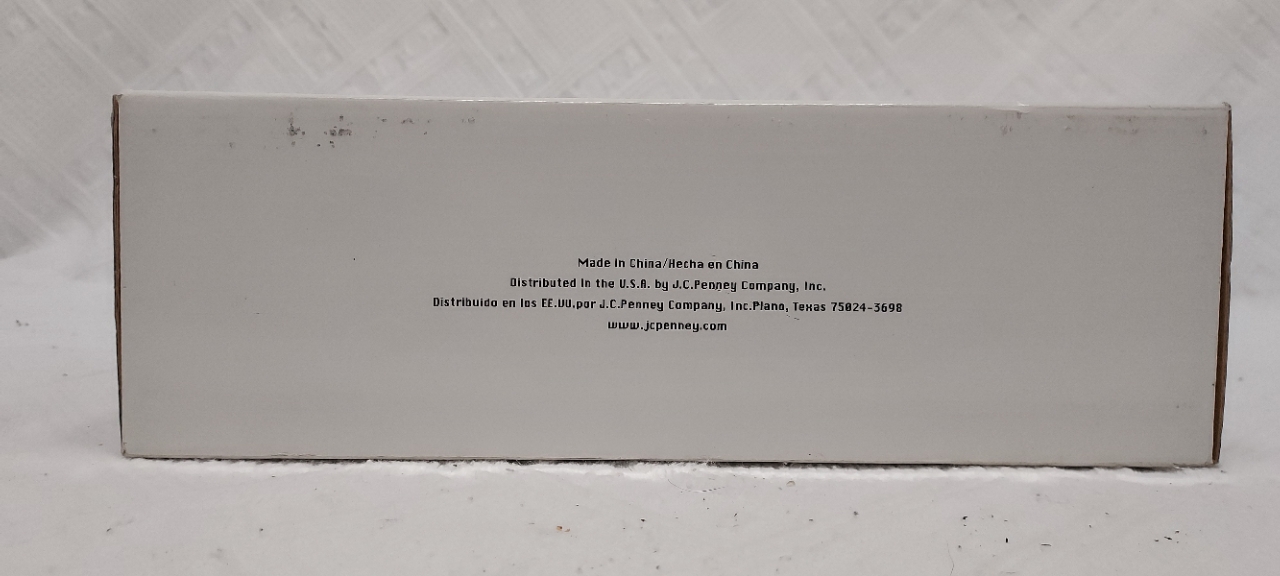 Made in China/Hecha en China
Distributed in the U.S.A. by J.C.Penney Company, Inc.
Distribuido en los EE.UU.por J.C.Penney Company, Inc.Plano, Texas 75024-3698
www.jcpenney.com